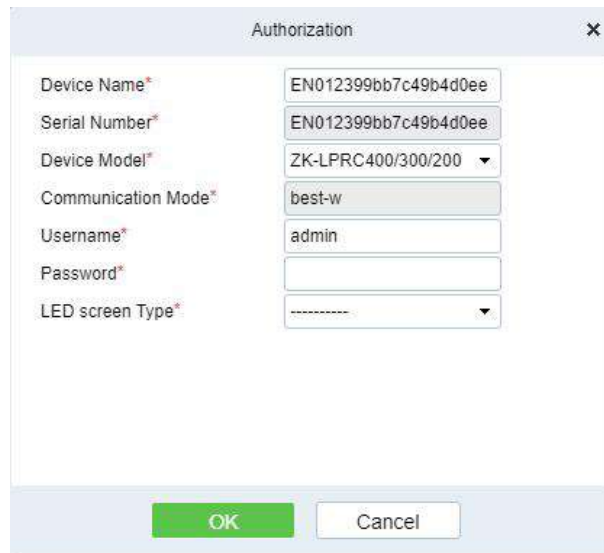 Authorization ×
Device Name* EN012399bb7c49b4d0ee
Serial Number* EN012399bb7c49b4d0ee
Device Model* ZK-LPRC400/300/200
Communication Mode* best-w
Username* admin
Password*
LED screen Type* ----------
OK Cancel